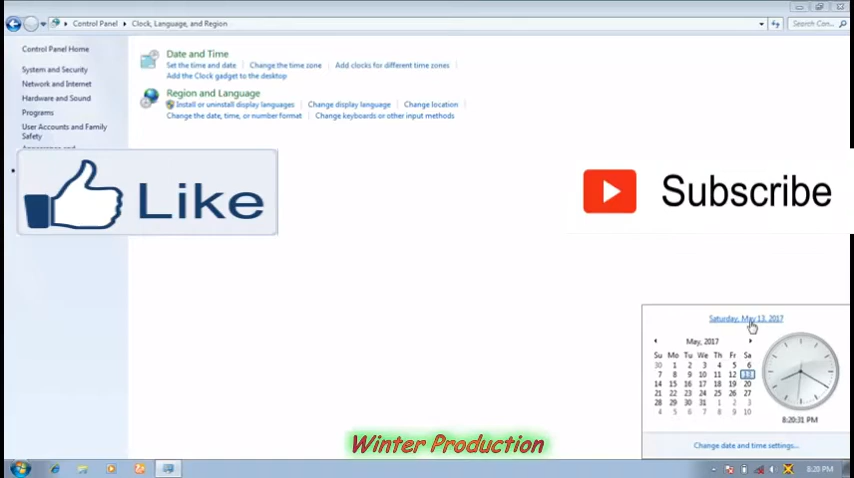 Control Panel ▸ Clock, Language, and Region
Search Con...
Control Panel Home
System and Security
Network and Internet
Hardware and Sound
Programs
User Accounts and Family
Safety
Appearance and
Date and Time
Set the time and date
Change the time zone
Add clocks for different time zones
Add the Clock gadget to the desktop
Region and Language
Install or uninstall display languages
Change display language
Change location
Change the date, time, or number format
Change keyboards or other input methods
Like
Subscribe
Saturday, May 13, 2017
May, 2017
Su Mo Tu We Th Fr Sa
30 1 2 3 4 5 6
7 8 9 10 11 12 13
14 15 16 17 18 19 20
21 22 23 24 25 26 27
28 29 30 31 1 2 3
4 5 6 7 8 9 10
8:20:31 PM
Change date and time settings...
Winter Production
8:20 PM